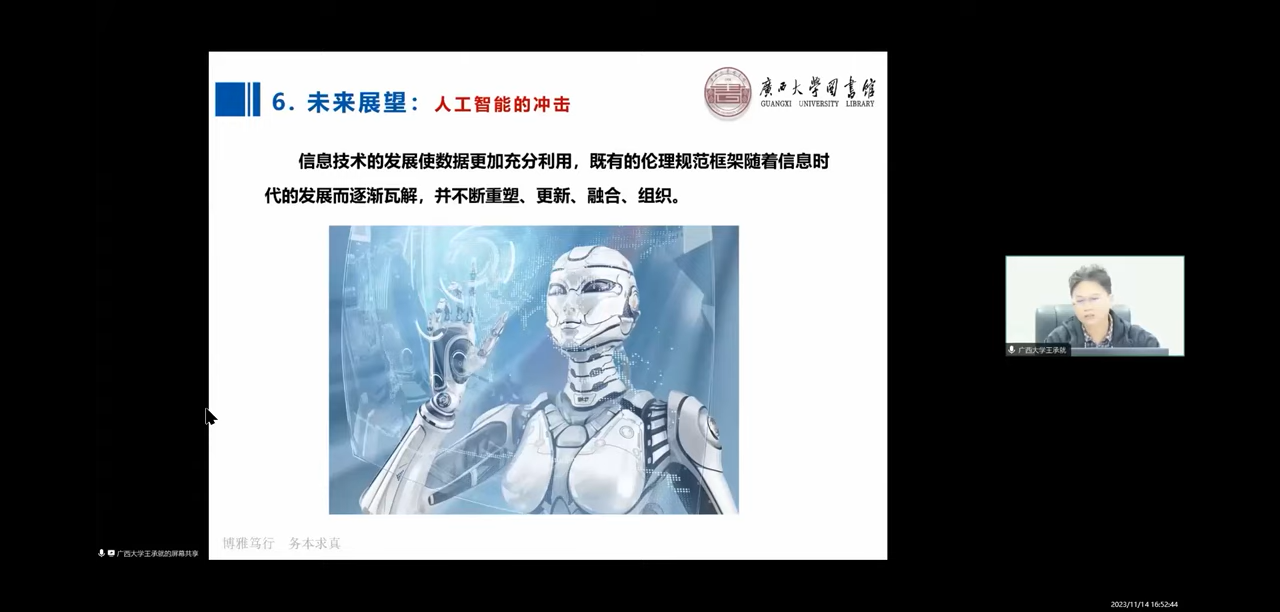 6. 未来展望：人工智能的冲击
廣西大學图書馆
GUANGXI UNIVERSITY LIBRARY
信息技术的发展使数据更加充分利用，既有的伦理规范框架随着信息时
代的发展而逐渐瓦解，并不断重塑、更新、融合、组织。
博雅笃行 务本求真
广西大学王承就
广西大学王承就的屏幕共享
2023/11/14 16:52:44